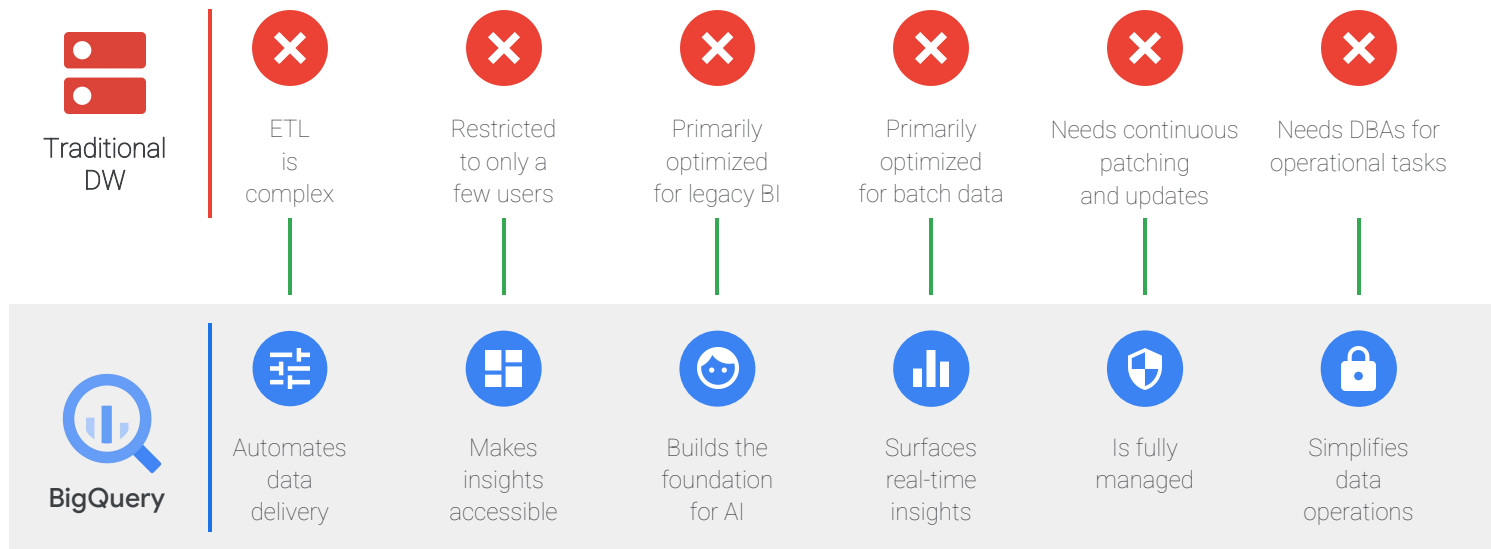 Traditional
DW
ETL
is
complex
Restricted
to only a
few users
Primarily
optimized
for legacy BI
Primarily
optimized
for batch data
Needs continuous
patching
and updates
Needs DBAs for
operational tasks
BigQuery
Automates
data
delivery
Makes
insights
accessible
Builds the
foundation
for AI
Surfaces
real-time
insights
Is fully
managed
Simplifies
data
operations